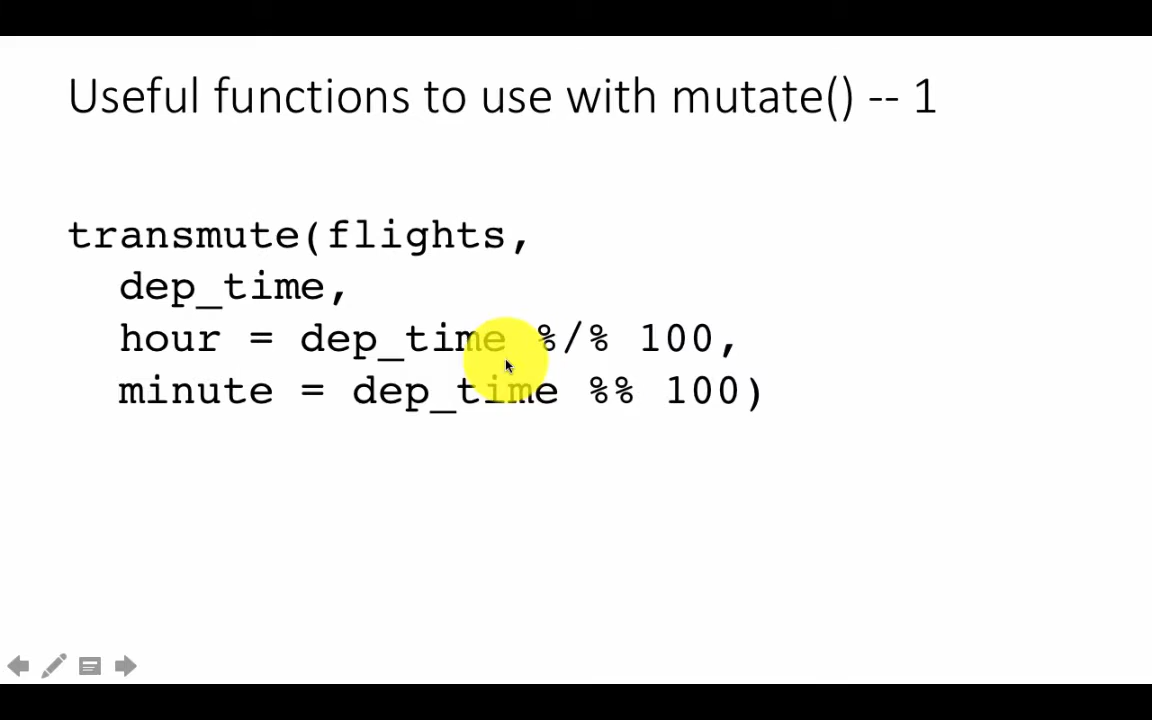 Useful functions to use with mutate() -- 1
transmute(flights,
dep_time,
hour = dep_time %/% 100,
minute = dep_time %% 100)